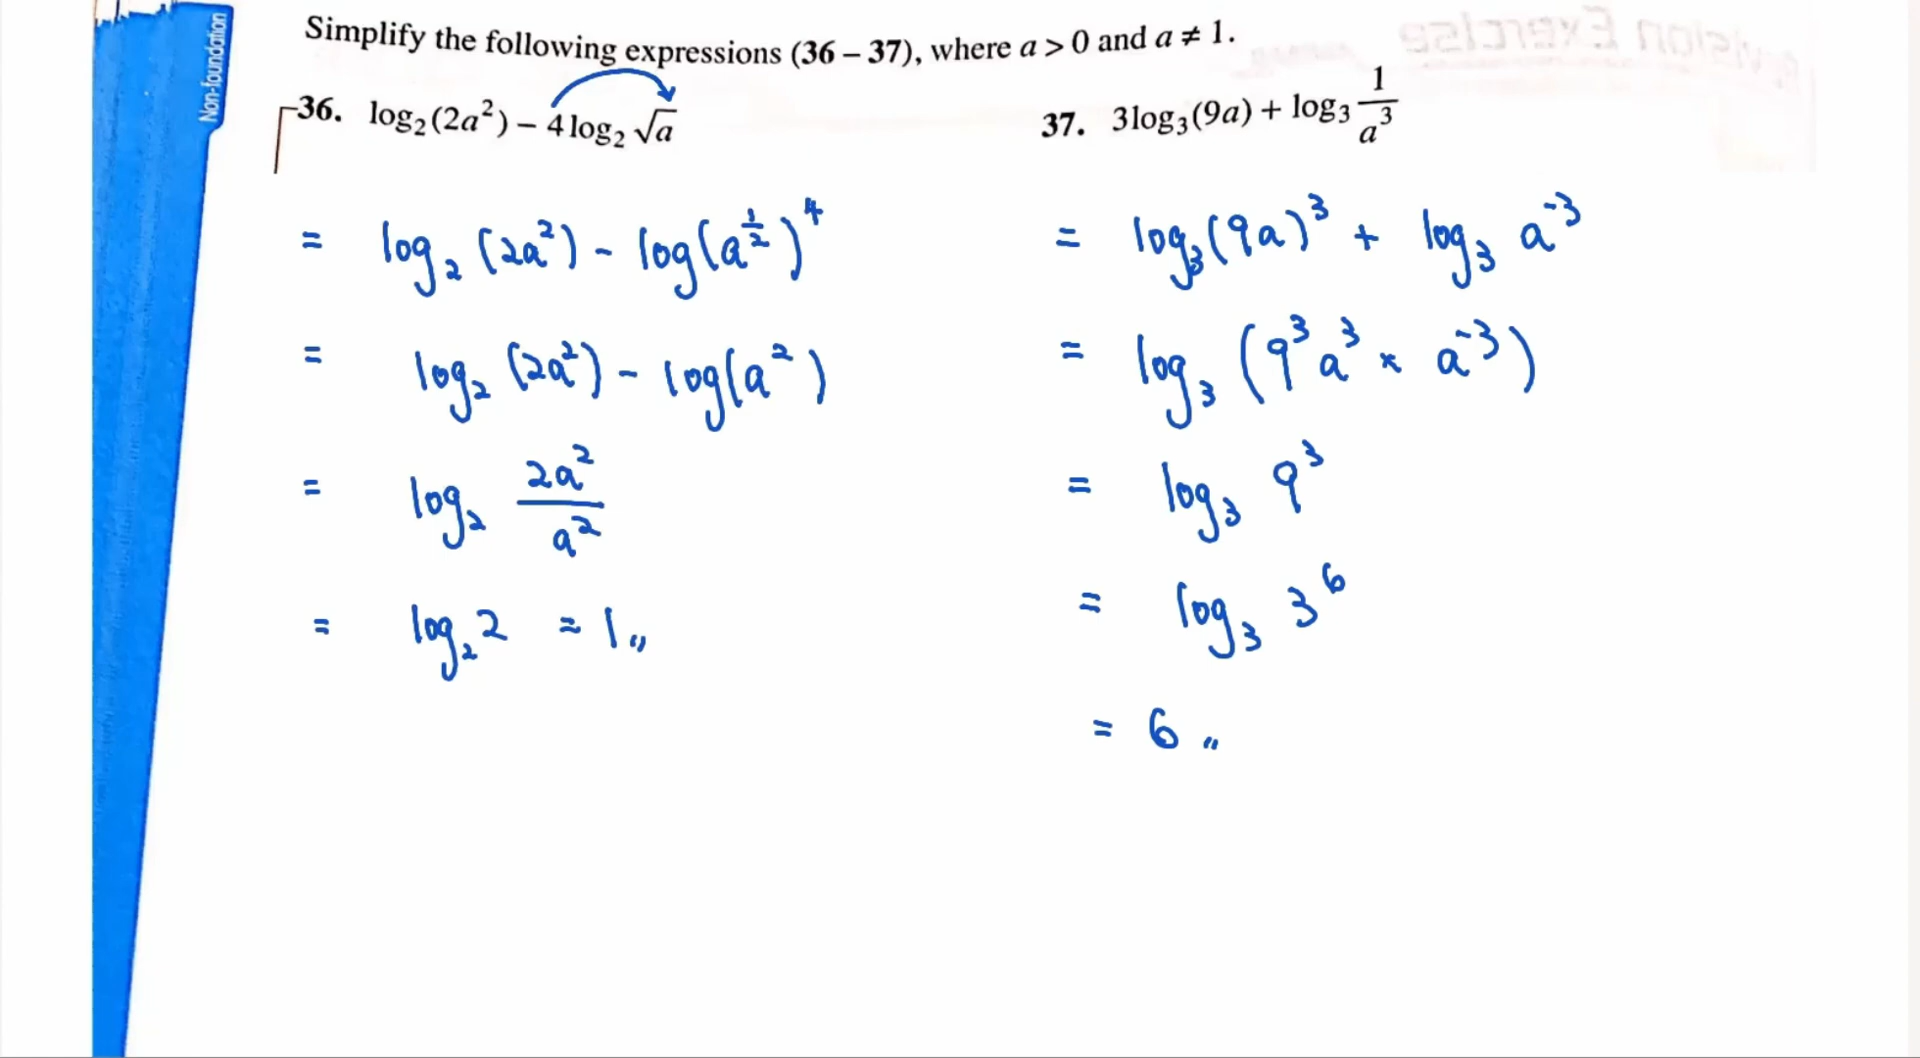 Non-foundation
Simplify the following expressions (36 – 37), where a > 0 and a ≠ 1.
36. log₂(2a²) – 4 log₂ √a
= log₂ (2a²) - log(a^½)⁴
= log₂ (2a²) - log(a²)
= log₂ 2a²/a²
= log₂ 2 = 1
37. 3log₃(9a) + log₃ 1/a³
= log₃(9a)³ + log₃ a⁻³
= log₃ (9³a³ × a⁻³)
= log₃ 9³
= log₃ 3⁶
= 6